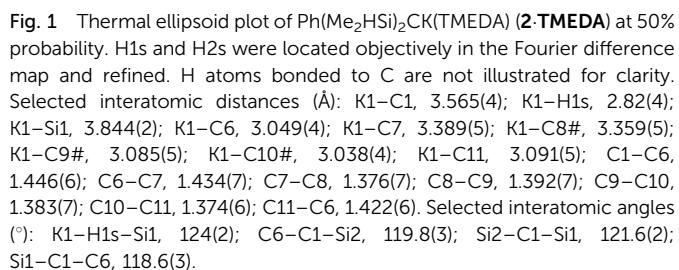 Fig. 1 Thermal ellipsoid plot of Ph(Me₂HSi)₂CK(TMEDA) (2·TMEDA) at 50%
probability. H1s and H2s were located objectively in the Fourier difference
map and refined. H atoms bonded to C are not illustrated for clarity.
Selected interatomic distances (Å): K1–C1, 3.565(4); K1–H1s, 2.82(4);
K1–Si1, 3.844(2); K1–C6, 3.049(4); K1–C7, 3.389(5); K1–C8#, 3.359(5);
K1–C9#, 3.085(5); K1–C10#, 3.038(4); K1–C11, 3.091(5); C1–C6,
1.446(6); C6–C7, 1.434(7); C7–C8, 1.376(7); C8–C9, 1.392(7); C9–C10,
1.383(7); C10–C11, 1.374(6); C11–C6, 1.422(6). Selected interatomic angles
(°): K1–H1s–Si1, 124(2); C6–C1–Si2, 119.8(3); Si2–C1–Si1, 121.6(2);
Si1–C1–C6, 118.6(3).